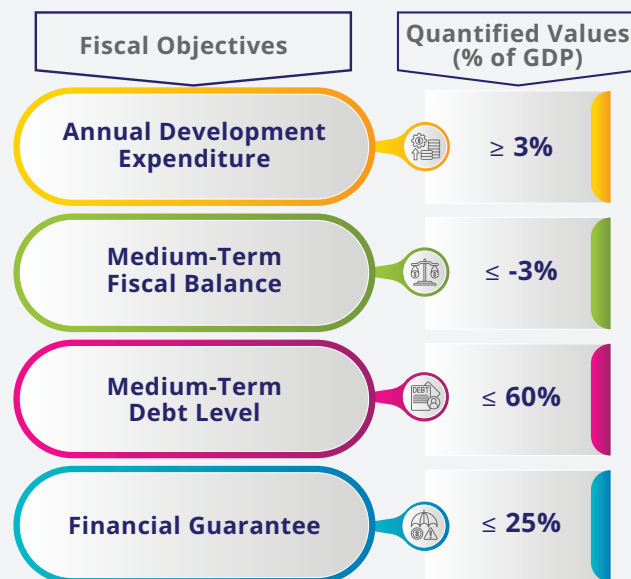 Fiscal Objectives
Quantified Values
(% of GDP)
Annual Development
Expenditure
≥ 3%
Medium-Term
Fiscal Balance
≤ -3%
Medium-Term
Debt Level
DEBT
≤ 60%
Financial Guarantee
≤ 25%